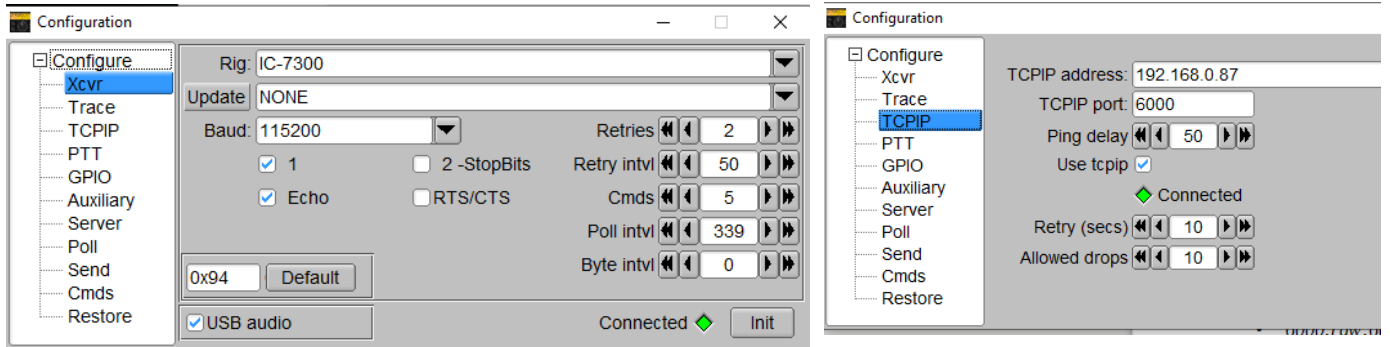 Configuration
Configure
Xcvr
Trace
TCPIP
PTT
GPIO
Auxiliary
Server
Poll
Send
Cmds
Restore
Rig: IC-7300
Update NONE
Baud: 115200
1
2 -StopBits
Echo
RTS/CTS
Retries 2
Retry intvl 50
Cmds 5
Poll intvl 339
Byte intvl 0
0x94 Default
USB audio
Connected
Init
Configuration
Configure
Xcvr
Trace
TCPIP
PTT
GPIO
Auxiliary
Server
Poll
Send
Cmds
Restore
TCPIP address: 192.168.0.87
TCPIP port: 6000
Ping delay 50
Use tcpip
Connected
Retry (secs) 10
Allowed drops 10